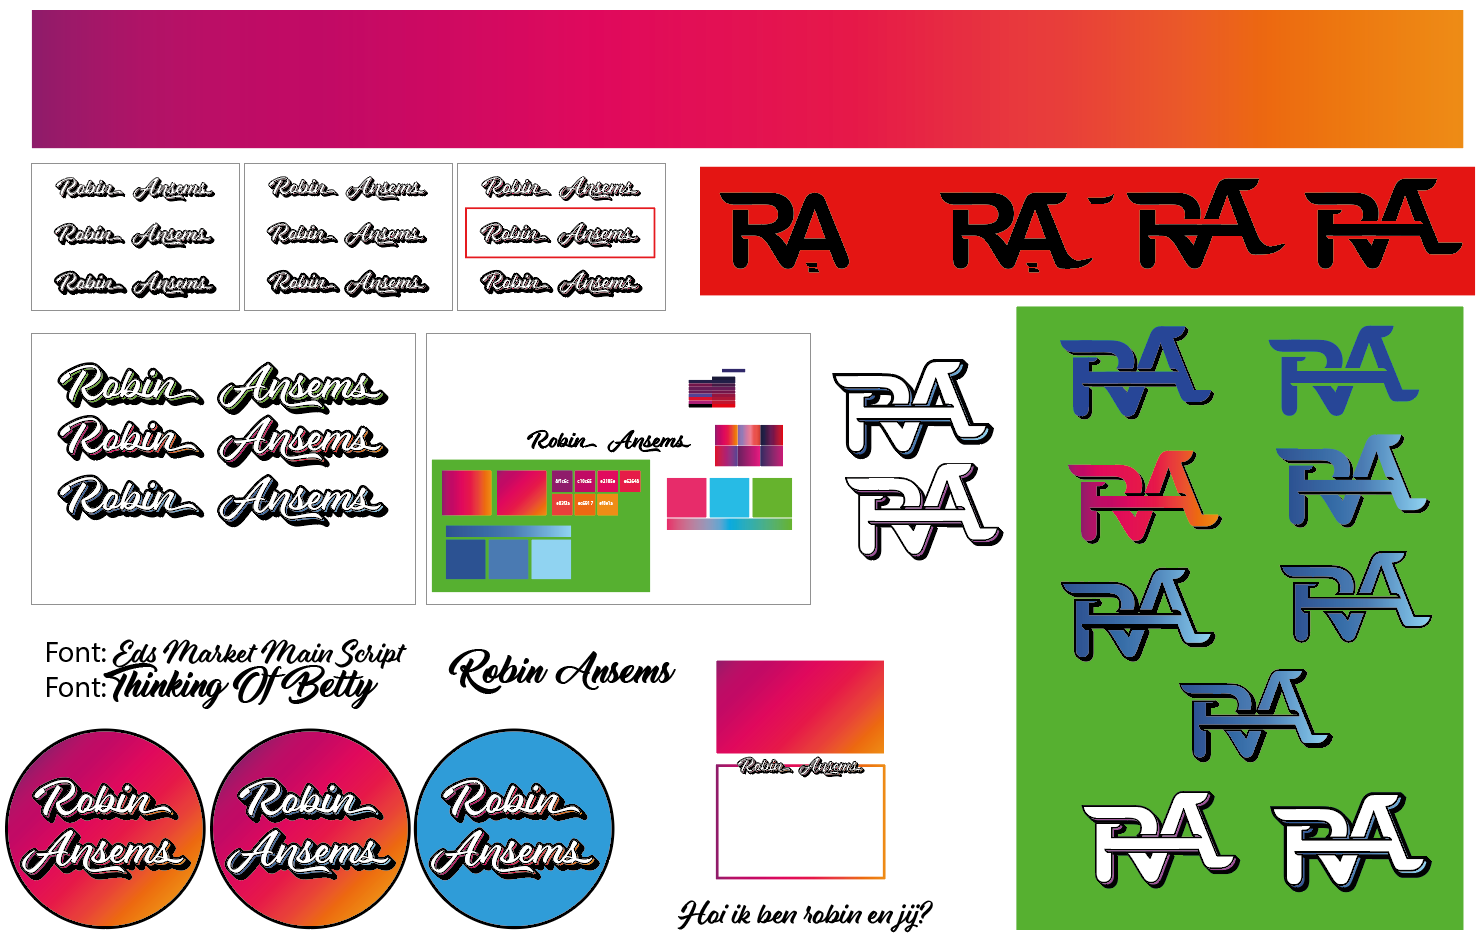 Robin Ansems Robin Ansems Robin Ansems
Robin Ansems Robin Ansems Robin Ansems
Robin Ansems Robin Ansems Robin Ansems
RA RA RA RA
Robin Ansems
Robin Ansems
Robin Ansems
Robin Ansems
RA
RA
RA RA
RA RA
RA RA
RA
RA RA
Font: Eds Market Main Script
Font: Thinking Of Betty
Robin Ansems
Robin Ansems
Robin
Ansems
Robin
Ansems
Robin
Ansems
Hoi ik ben robin en jij?